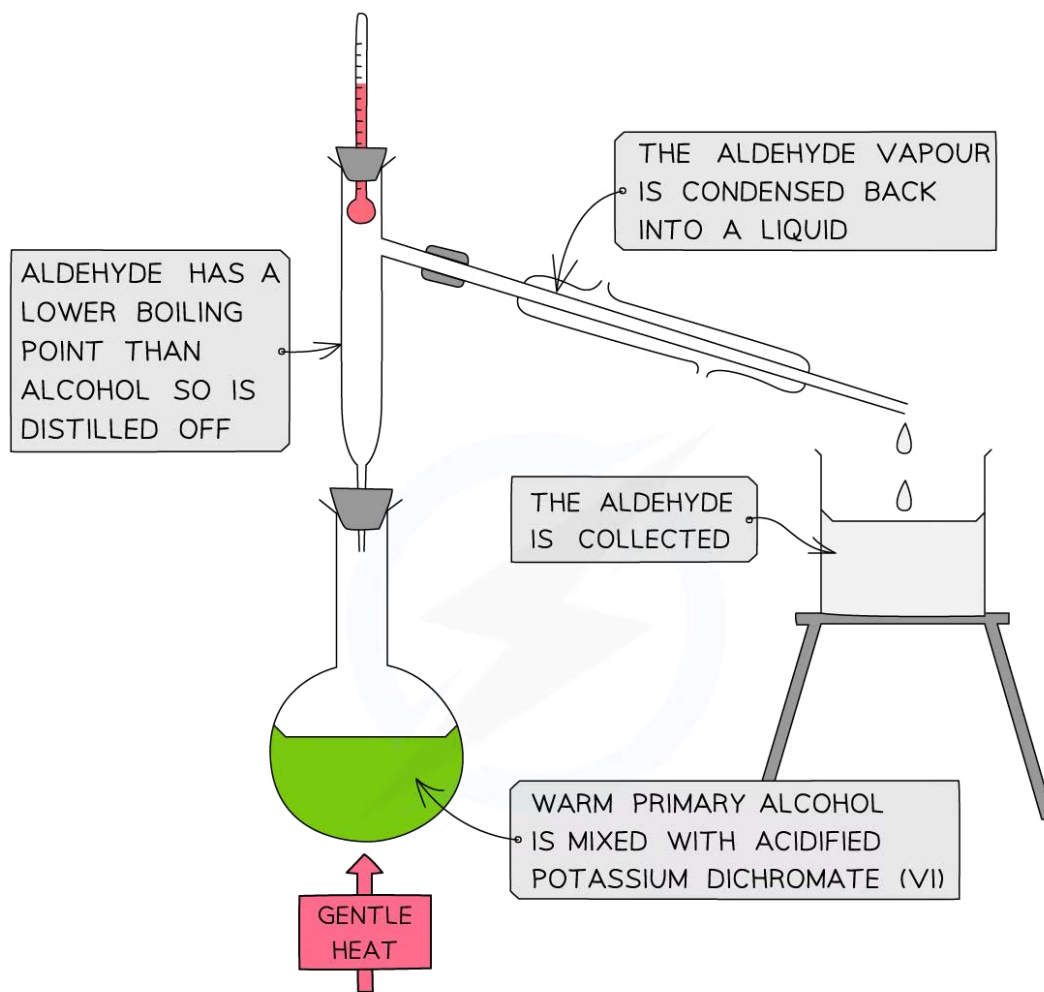 THE ALDEHYDE VAPOUR
IS CONDENSED BACK
INTO A LIQUID
ALDEHYDE HAS A
LOWER BOILING
POINT THAN
ALCOHOL SO IS
DISTILLED OFF
THE ALDEHYDE
IS COLLECTED
WARM PRIMARY ALCOHOL
IS MIXED WITH ACIDIFIED
POTASSIUM DICHROMATE (VI)
GENTLE
HEAT